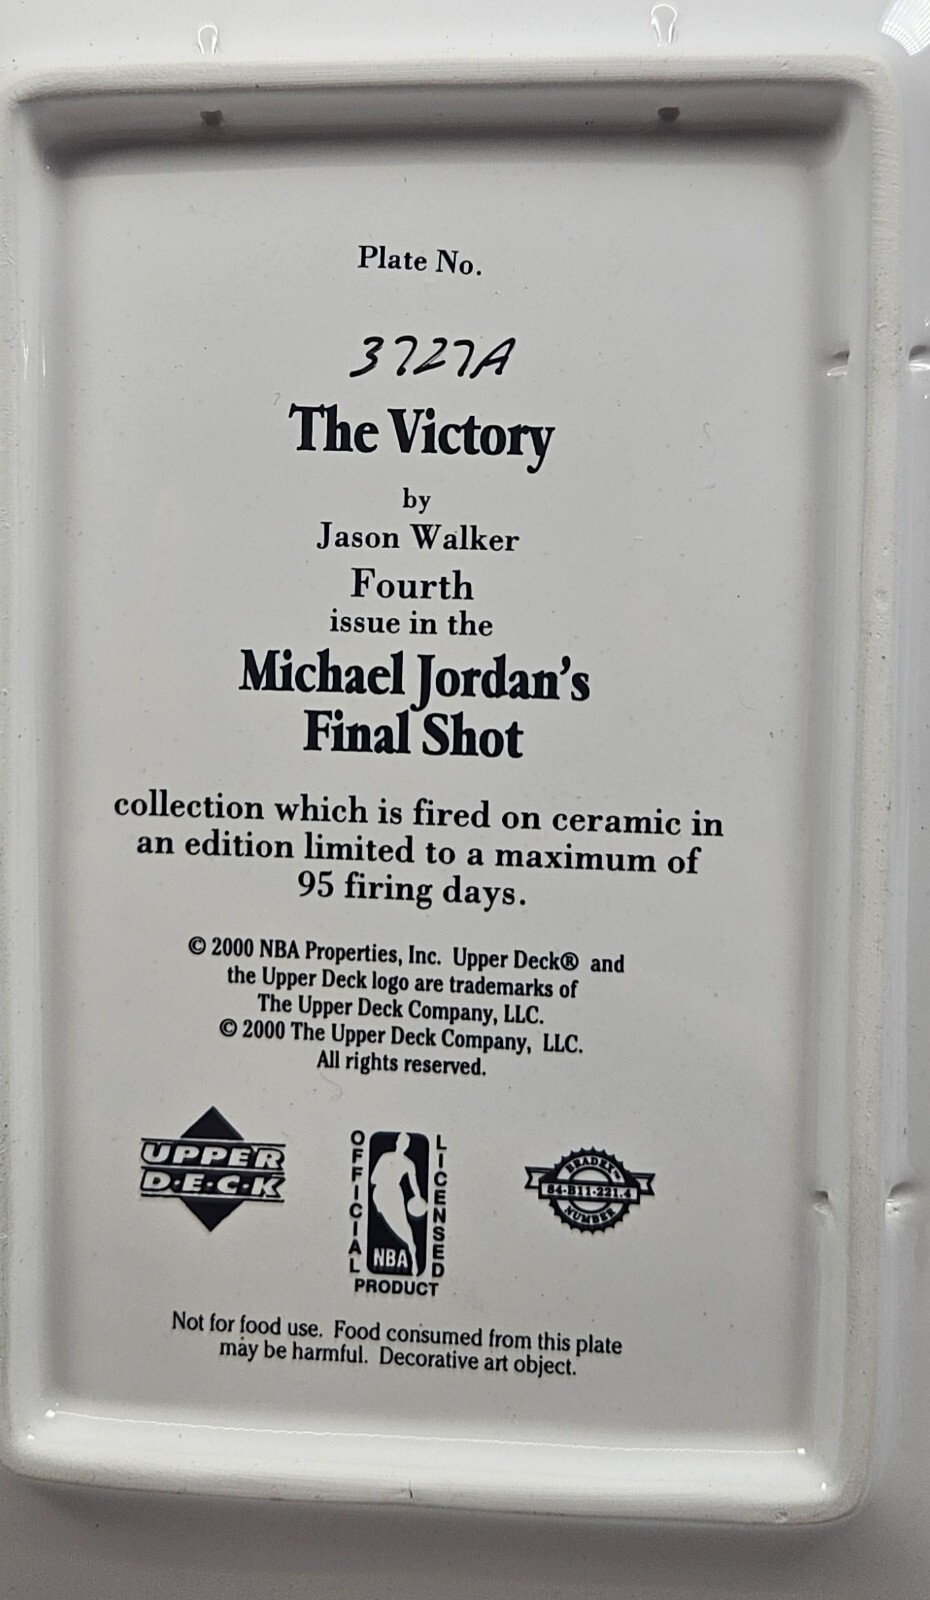 Plate No.
3727A
The Victory
by
Jason Walker
Fourth
issue in the
Michael Jordan's
Final Shot
collection which is fired on ceramic in
an edition limited to a maximum of
95 firing days.
© 2000 NBA Properties, Inc. Upper Deck® and
the Upper Deck logo are trademarks of
The Upper Deck Company, LLC.
© 2000 The Upper Deck Company, LLC.
All rights reserved.
UPPER
D·E·C·K
OFFICIAL
LICENSED
NBA
PRODUCT
BRADEX™
84-B11-221.4
NUMBER
Not for food use. Food consumed from this plate
may be harmful. Decorative art object.